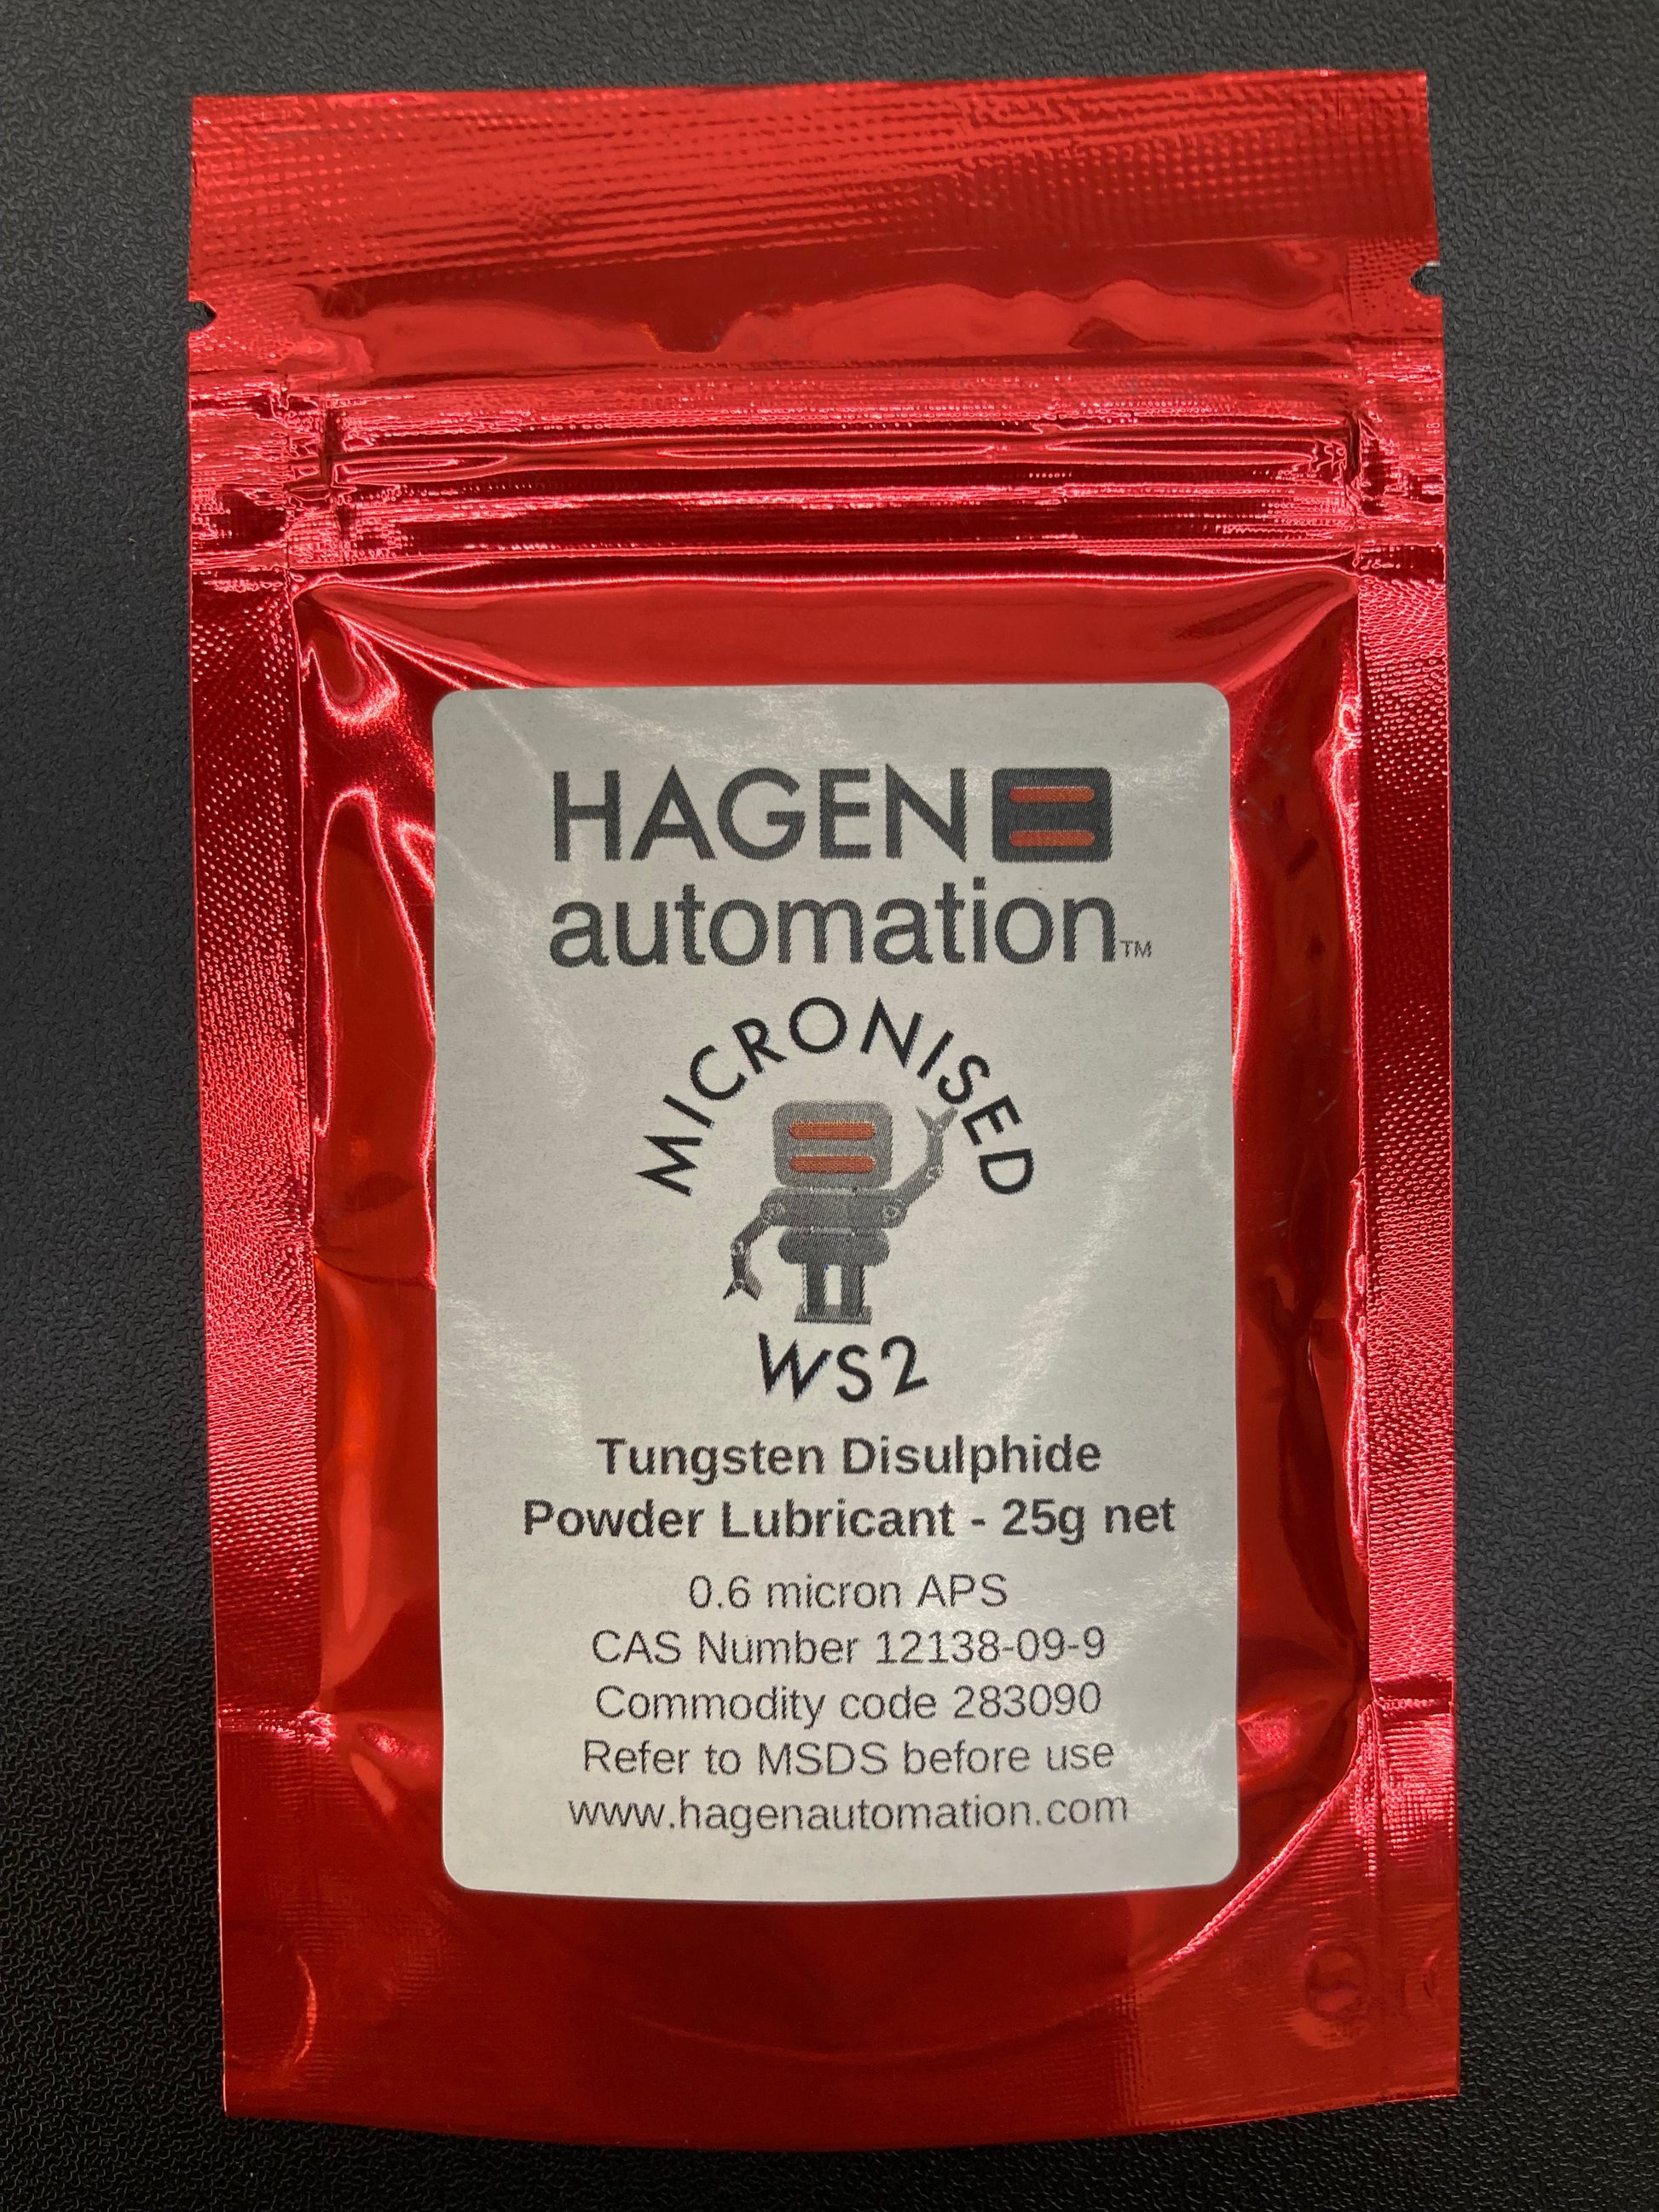 HAGEN
automation™
MICRONISED
WS2
Tungsten Disulphide
Powder Lubricant - 25g net
0.6 micron APS
CAS Number 12138-09-9
Commodity code 283090
Refer to MSDS before use
www.hagenautomation.com